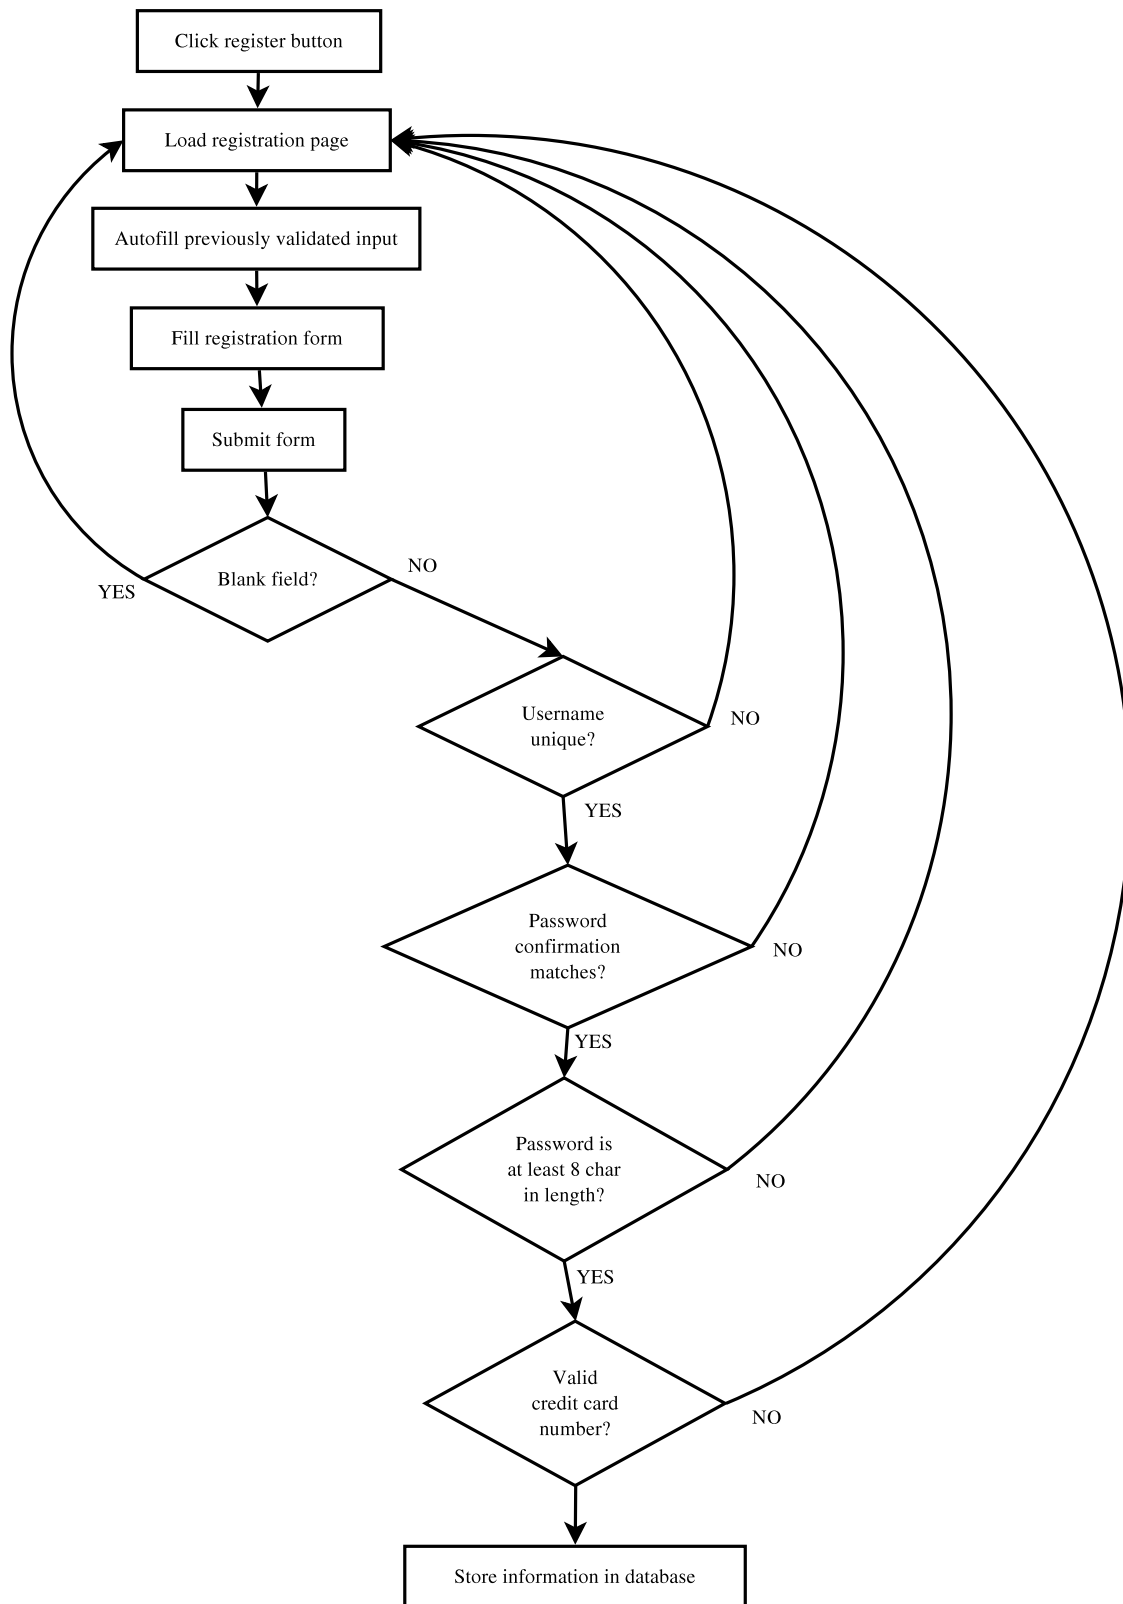 Click register button
Load registration page
Autofill previously validated input
Fill registration form
Submit form
Blank field?
YES
NO
Username
unique?
NO
YES
Password
confirmation
matches?
NO
YES
Password is
at least 8 char
in length?
NO
YES
Valid
credit card
number?
NO
Store information in database